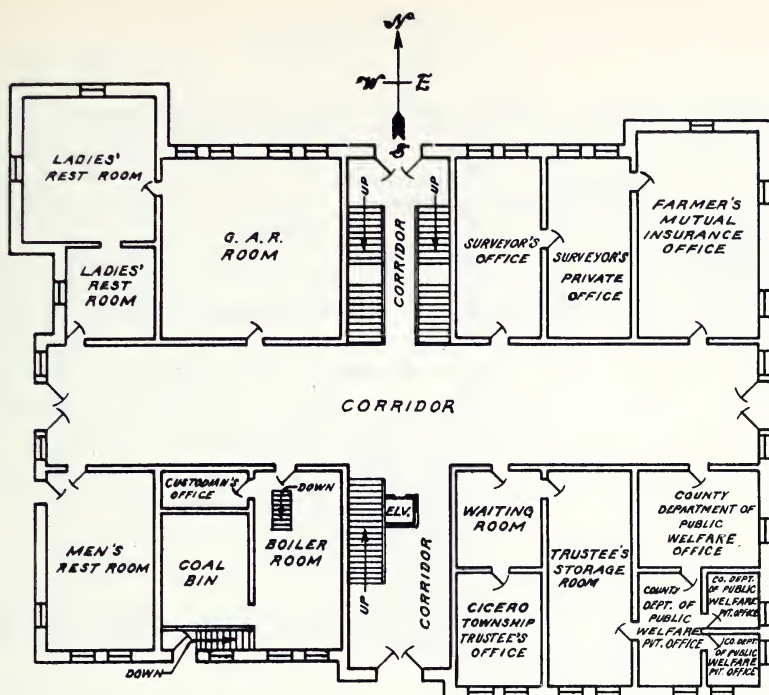 N.
W E
S
LADIES'
REST ROOM
G. A. R.
ROOM
LADIES'
REST
ROOM
UP
CORRIDOR
UP
SURVEYOR'S
OFFICE
SURVEYOR'S
PRIVATE
OFFICE
FARMER'S
MUTUAL
INSURANCE
OFFICE
CORRIDOR
MEN'S
REST ROOM
CUSTODIAN'S
OFFICE
COAL
BIN
DOWN
DOWN
BOILER
ROOM
UP
ELV.
CORRIDOR
WAITING
ROOM
CICERO
TOWNSHIP
TRUSTEE'S
OFFICE
TRUSTEE'S
STORAGE
ROOM
COUNTY
DEPARTMENT OF
PUBLIC
WELFARE
OFFICE
COUNTY
DEPT. OF
PUBLIC
WELFARE
PVT. OFFICE
CO. DEPT.
OF PUBLIC
WELFARE
PVT. OFFICE
CO. DEPT.
OF PUBLIC
WELFARE
PVT. OFFICE